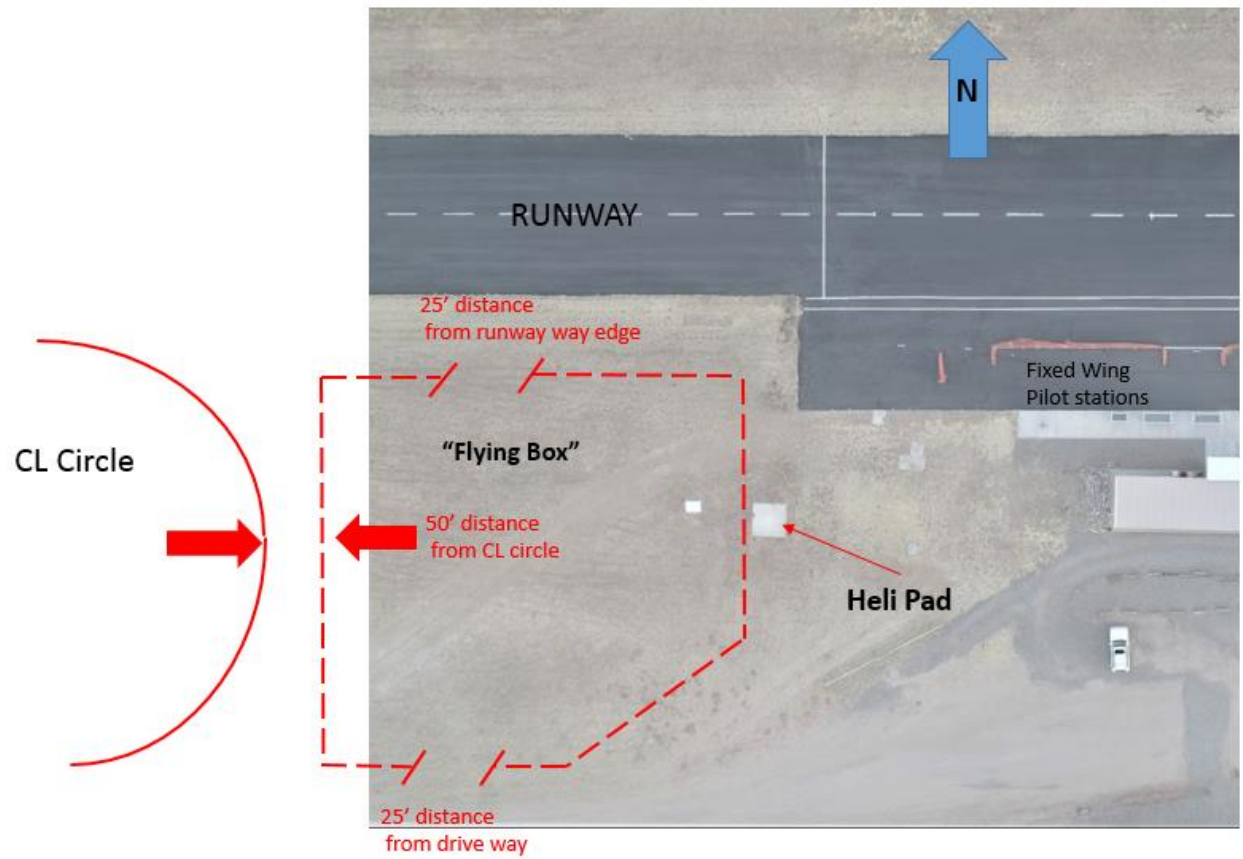 N
RUNWAY
25’ distance
from runway way edge
Fixed Wing
Pilot stations
“Flying Box”
CL Circle
50’ distance
from CL circle
Heli Pad
25’ distance
from drive way